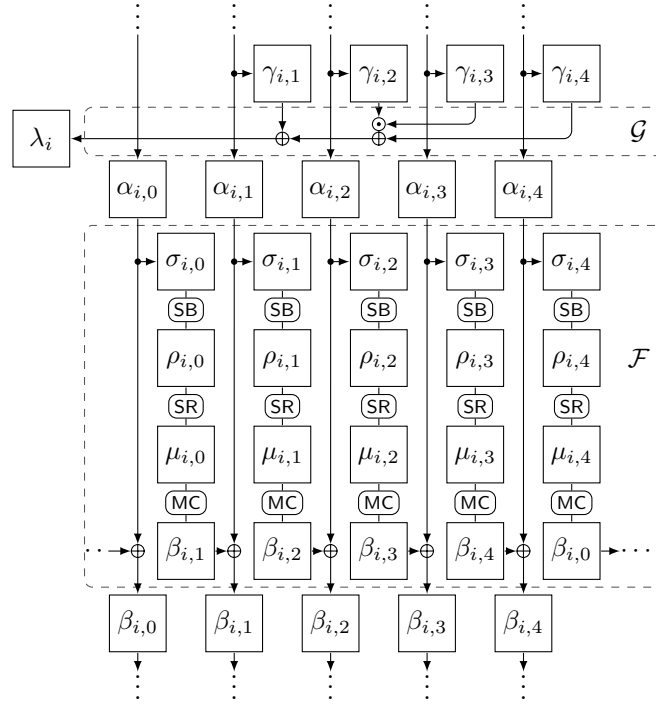 γ_{i,1} γ_{i,2} γ_{i,3} γ_{i,4}
λ_i 𝒢
α_{i,0} α_{i,1} α_{i,2} α_{i,3} α_{i,4}
σ_{i,0} σ_{i,1} σ_{i,2} σ_{i,3} σ_{i,4}
SB SB SB SB SB
ρ_{i,0} ρ_{i,1} ρ_{i,2} ρ_{i,3} ρ_{i,4} ℱ
SR SR SR SR SR
μ_{i,0} μ_{i,1} μ_{i,2} μ_{i,3} μ_{i,4}
MC MC MC MC MC
β_{i,1} β_{i,2} β_{i,3} β_{i,4} β_{i,0}
β_{i,0} β_{i,1} β_{i,2} β_{i,3} β_{i,4}